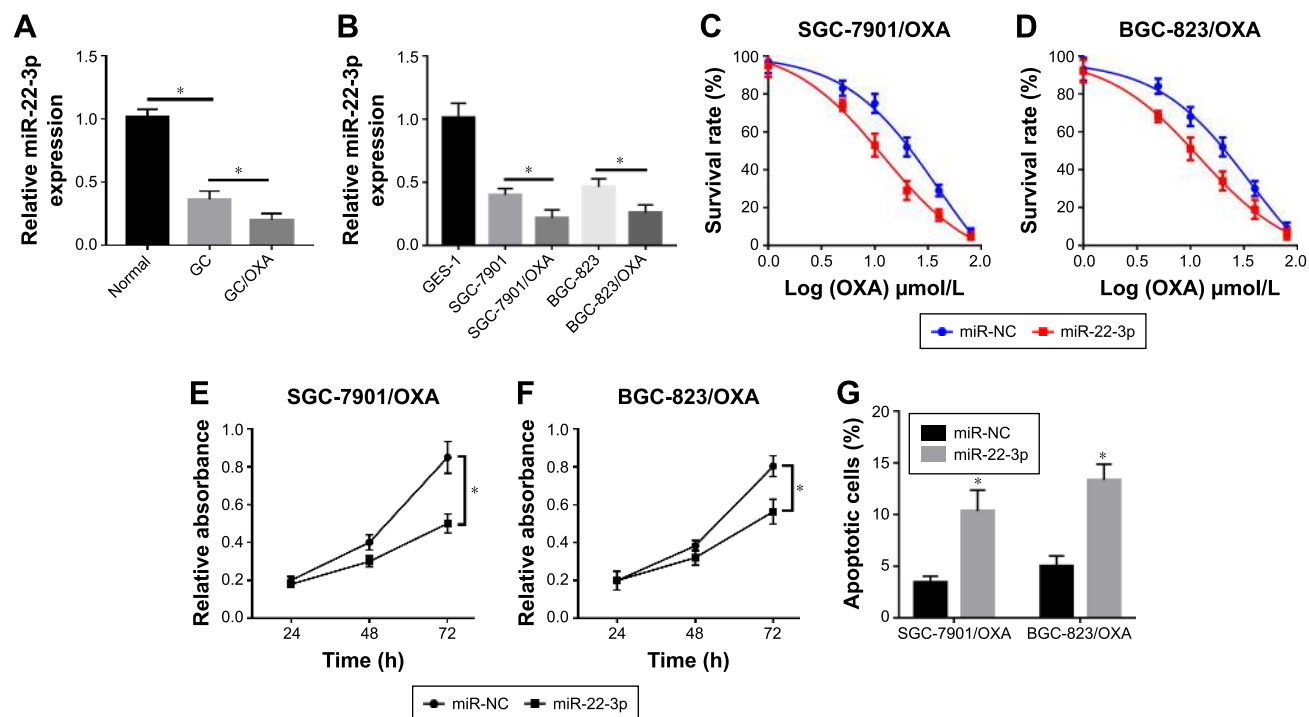 A
Relative miR-22-3p
expression
1.5
1.0
0.5
0.0
*
*
Normal
GC
GC/OXA
B
Relative miR-22-3p
expression
1.5
1.0
0.5
0.0
*
*
GES-1
SGC-7901
SGC-7901/OXA
BGC-823
BGC-823/OXA
C
SGC-7901/OXA
Survival rate (%)
100
80
60
40
20
0
0.0 0.5 1.0 1.5 2.0
Log (OXA) µmol/L
D
BGC-823/OXA
Survival rate (%)
100
80
60
40
20
0
0.0 0.5 1.0 1.5 2.0
Log (OXA) µmol/L
miR-NC miR-22-3p
E
SGC-7901/OXA
Relative absorbance
1.0
0.8
0.6
0.4
0.2
0.0
*
24 48 72
Time (h)
F
BGC-823/OXA
Relative absorbance
1.0
0.8
0.6
0.4
0.2
0.0
*
24 48 72
Time (h)
miR-NC miR-22-3p
G
Apoptotic cells (%)
20
15
10
5
0
miR-NC
miR-22-3p
*
*
SGC-7901/OXA BGC-823/OXA